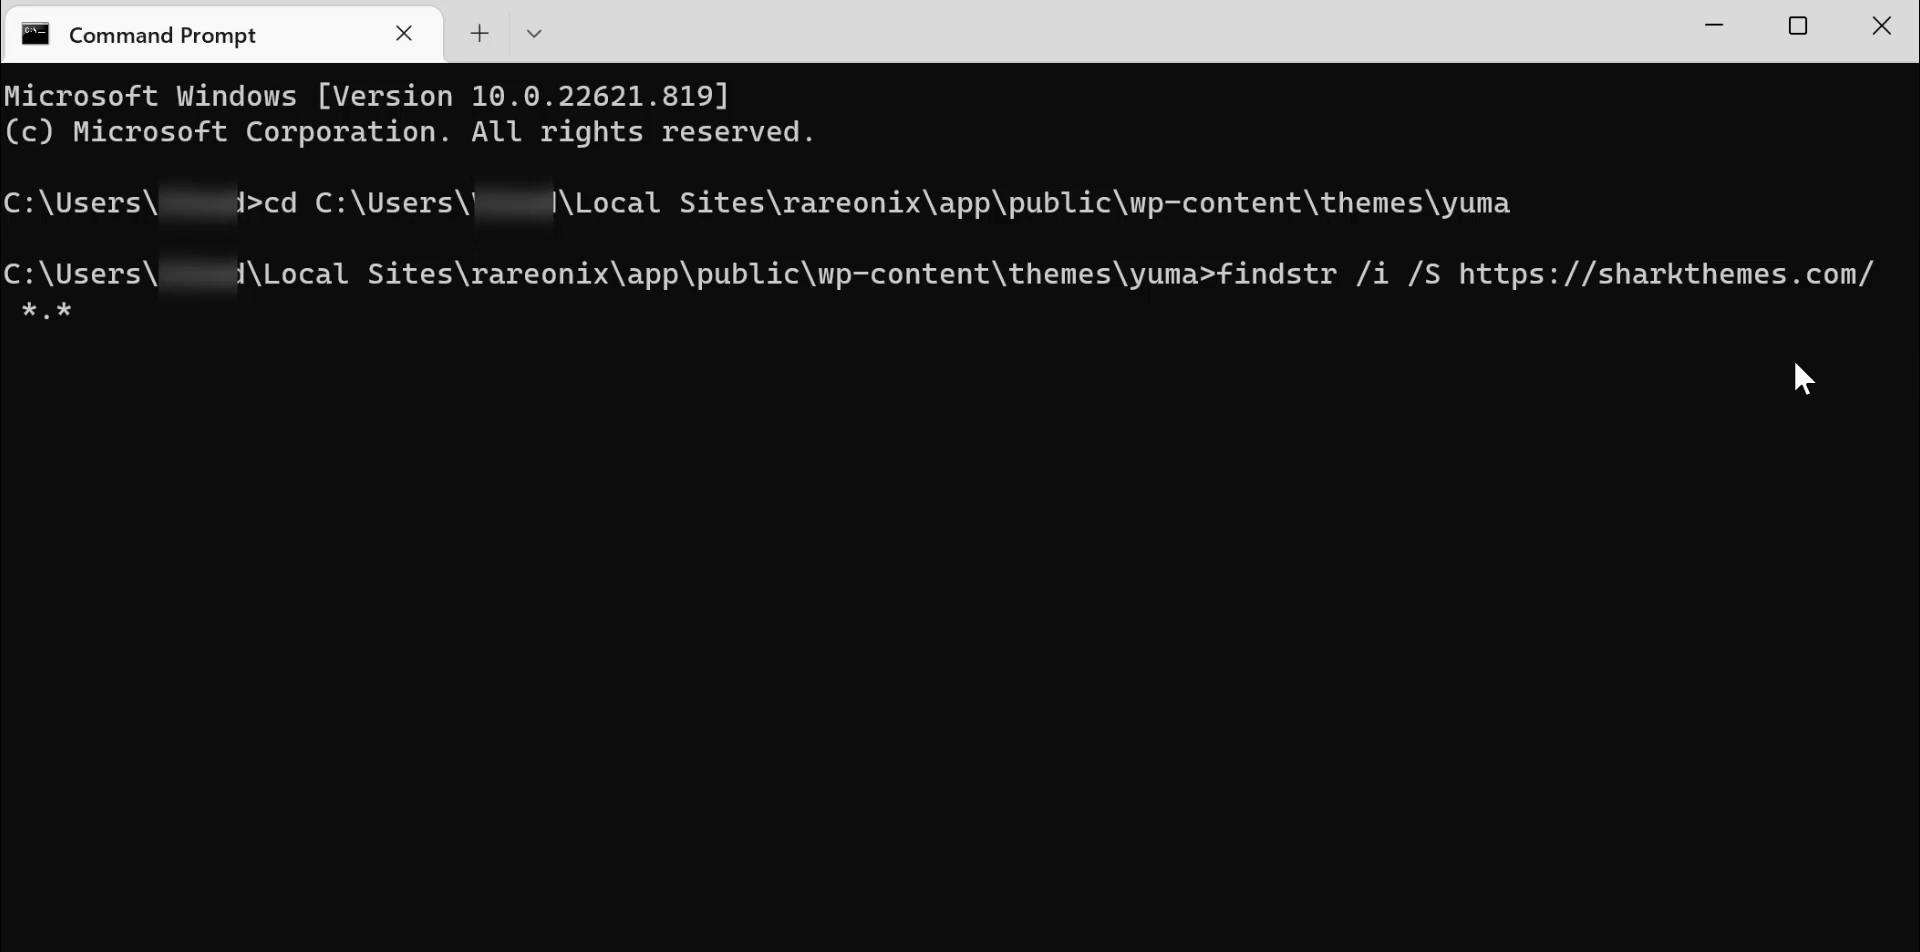 Command Prompt
Microsoft Windows [Version 10.0.22621.819]
(c) Microsoft Corporation. All rights reserved.
C:\Users\ d>cd C:\Users\ \Local Sites\rareonix\app\public\wp-content\themes\yuma
C:\Users\ d\Local Sites\rareonix\app\public\wp-content\themes\yuma>findstr /i /S https://sharkthemes.com/
*.*